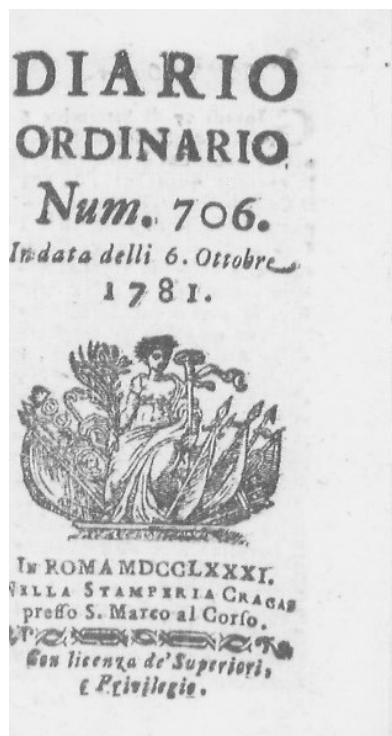 DIARIO
ORDINARIO
Num. 706.
In data delli 6. Ottobre
1781.
IN ROMA MDCCLXXXI.
NELLA STAMPERIA CRACAS
presso S. Marco al Corso.
Con licenza de' Superiori,
e Privilegio.